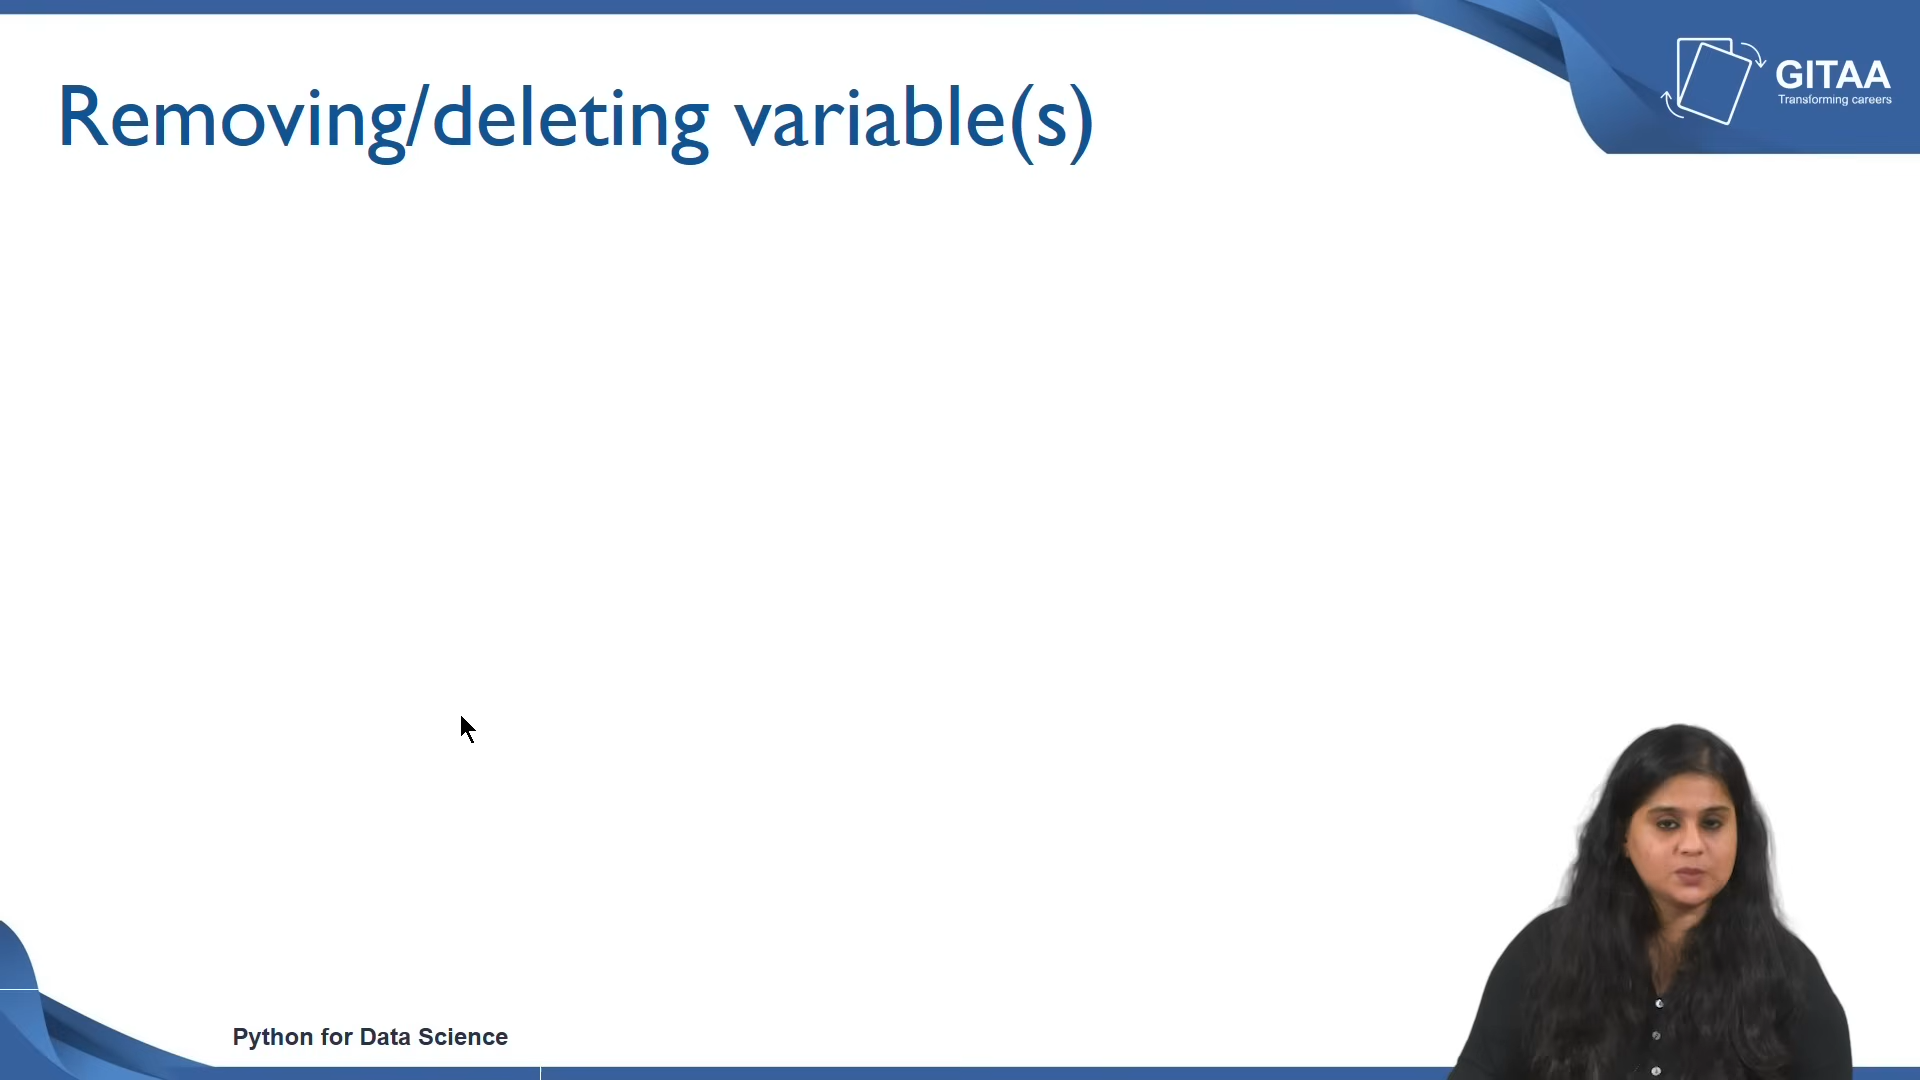 Removing/deleting variable(s)
GITAA
Transforming careers
Python for Data Science